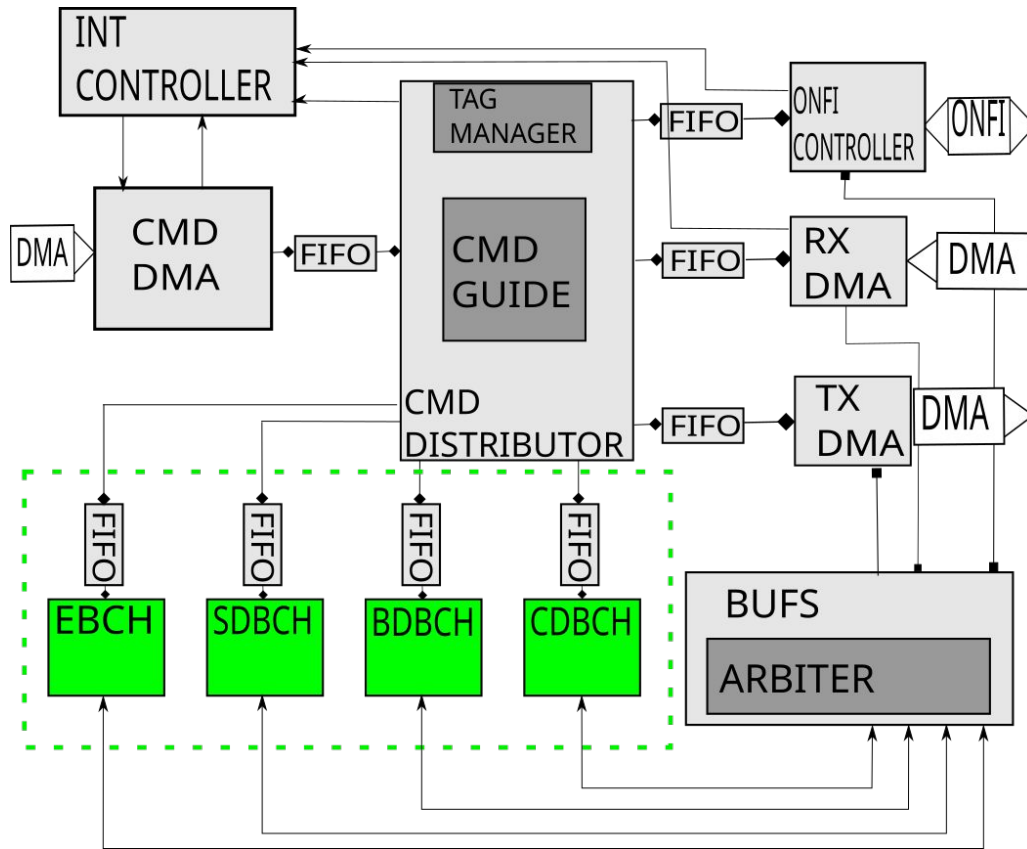 INT
CONTROLLER
TAG
MANAGER
FIFO
ONFI
CONTROLLER
ONFI
DMA
CMD
DMA
FIFO
CMD
GUIDE
FIFO
RX
DMA
DMA
CMD
DISTRIBUTOR
FIFO
TX
DMA
DMA
FIFO
FIFO
FIFO
FIFO
EBCH
SDBCH
BDBCH
CDBCH
BUFS
ARBITER